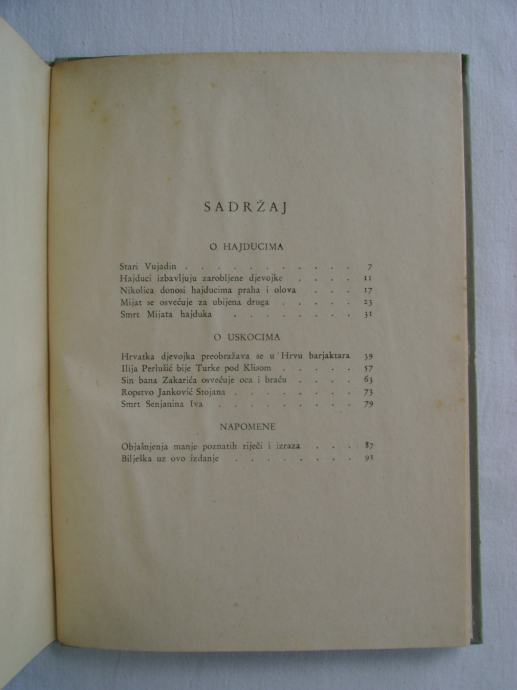 SADRŽAJ
O HAJDUCIMA
Stari Vujadin . . . . . . . . . . . 7
Hajduci izbavljuju zarobljene djevojke . . . . 11
Nikolica donosi hajducima praha i olova . . . 17
Mijat se osvećuje za ubijena druga . . . . 23
Smrt Mijata hajduka . . . . . . . . 31
O USKOCIMA
Hrvatka djevojka preobražava se u Hrvu barjaktara 39
Ilija Perlušić bije Turke pod Klisom . . . . 57
Sin bana Zakarića osvećuje oca i braću . . . 63
Ropstvo Janković Stojana . . . . . . 73
Smrt Senjanina Iva . . . . . . . . . 79
NAPOMENE
Objašnjenja manje poznatih riječi i izraza . . . 87
Bilješka uz ovo izdanje . . . . . . . . 91